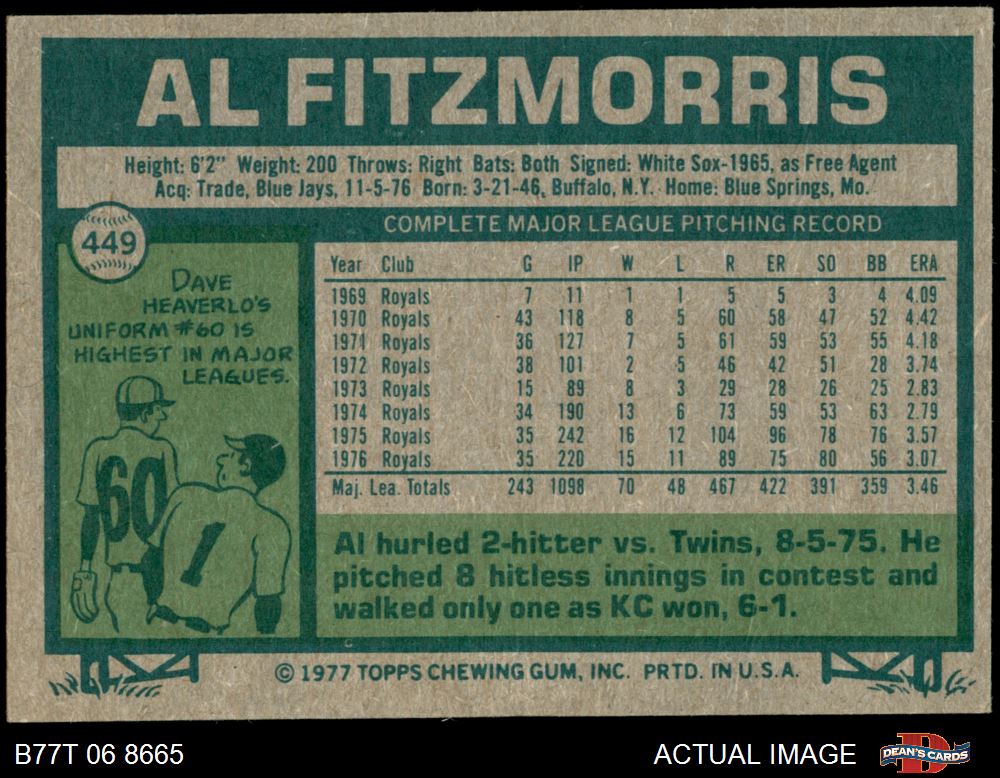 AL FITZMORRIS
Height: 6'2" Weight: 200 Throws: Right Bats: Both Signed: White Sox-1965, as Free Agent
Acq: Trade, Blue Jays, 11-5-76 Born: 3-21-46, Buffalo, N.Y. Home: Blue Springs, Mo.
449
DAVE
HEAVERLO'S
UNIFORM #60 IS
HIGHEST IN MAJOR
LEAGUES.
60
1
COMPLETE MAJOR LEAGUE PITCHING RECORD
Year Club G IP W L R ER SO BB ERA
1969 Royals 7 11 1 1 5 5 3 4 4.09
1970 Royals 43 118 8 5 60 58 47 52 4.42
1971 Royals 36 127 7 5 61 59 53 55 4.18
1972 Royals 38 101 2 5 46 42 51 28 3.74
1973 Royals 15 89 8 3 29 28 26 25 2.83
1974 Royals 34 190 13 6 73 59 53 63 2.79
1975 Royals 35 242 16 12 104 96 78 76 3.57
1976 Royals 35 220 15 11 89 75 80 56 3.07
Maj. Lea. Totals 243 1098 70 48 467 422 391 359 3.46
Al hurled 2-hitter vs. Twins, 8-5-75. He
pitched 8 hitless innings in contest and
walked only one as KC won, 6-1.
© 1977 TOPPS CHEWING GUM, INC. PRTD. IN U.S.A.
B77T 06 8665
ACTUAL IMAGE
D
DEAN'S CARDS